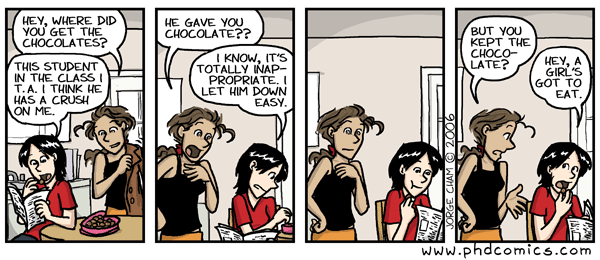 HEY, WHERE DID
YOU GET THE
CHOCOLATES?
THIS STUDENT
IN THE CLASS I
T.A. I THINK HE
HAS A CRUSH
ON ME.
HE GAVE YOU
CHOCOLATE??
I KNOW, IT'S
TOTALLY INAP-
PROPRIATE. I
LET HIM DOWN
EASY.
BUT YOU
KEPT THE
CHOCO-
LATE?
HEY, A
GIRL'S
GOT TO
EAT.
JORGE CHAM © 2006
www.phdcomics.com